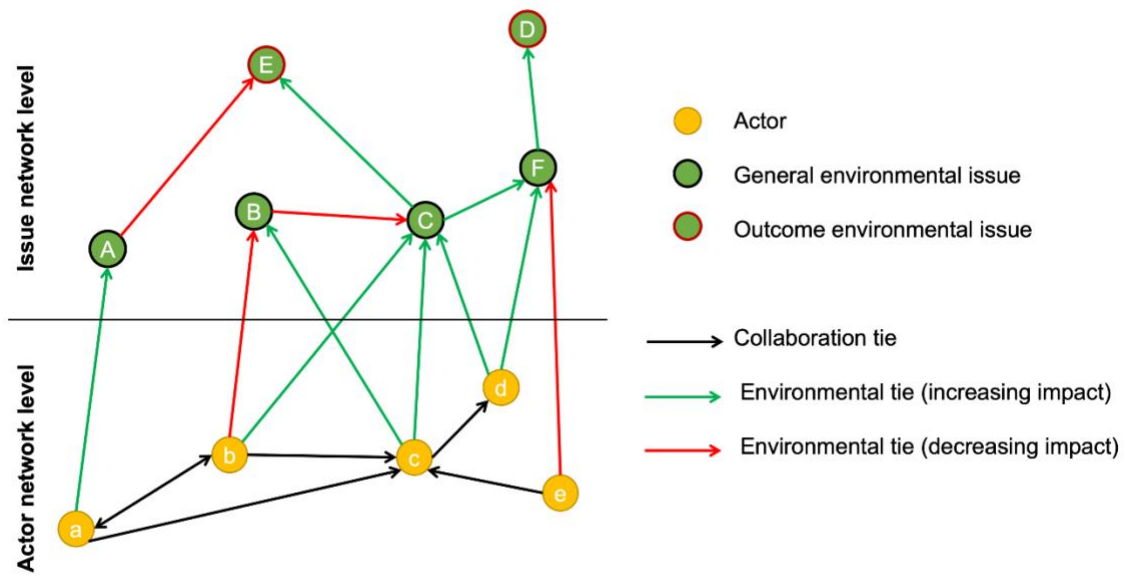 Issue network level
Actor network level
D
E
F
B
C
A
d
b
c
e
a
Actor
General environmental issue
Outcome environmental issue
Collaboration tie
Environmental tie (increasing impact)
Environmental tie (decreasing impact)